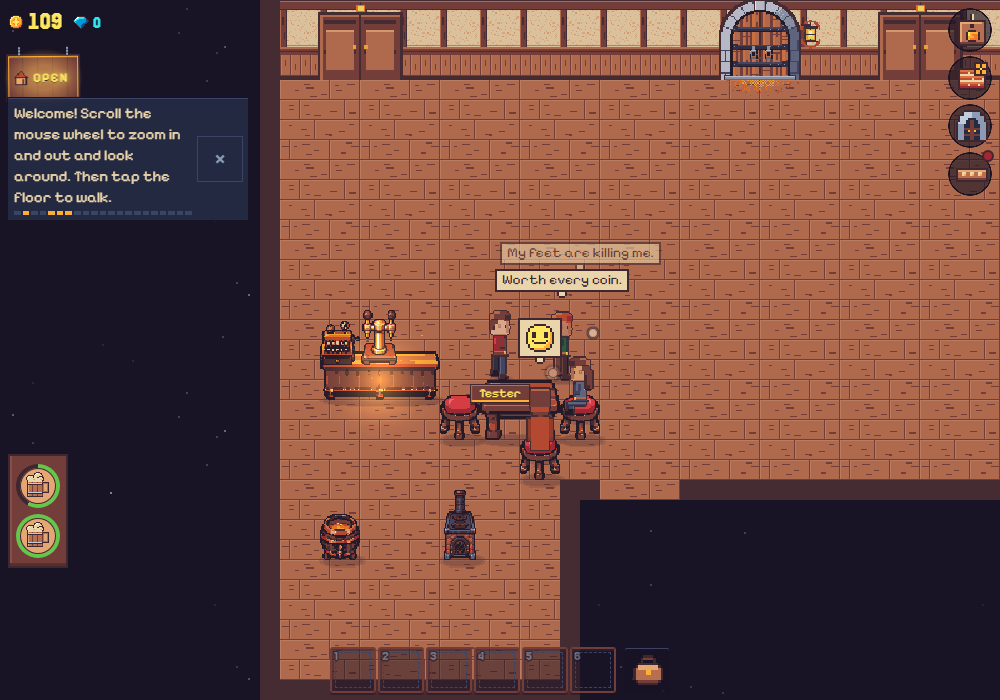 109 0
OPEN
Welcome! Scroll the
mouse wheel to zoom in
and out and look
around. Then tap the
floor to walk.
×
My feet are killing me.
Worth every coin.
Tester
1 2 3 4 5 6